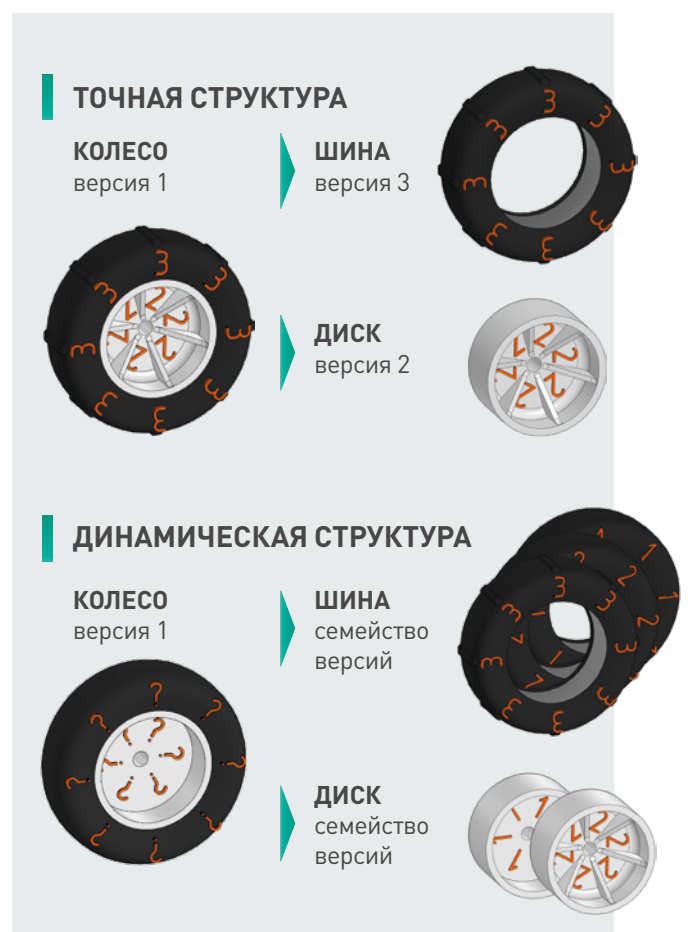 ТОЧНАЯ СТРУКТУРА
КОЛЕСО
версия 1
ШИНА
версия 3
ДИСК
версия 2
ДИНАМИЧЕСКАЯ СТРУКТУРА
КОЛЕСО
версия 1
ШИНА
семейство
версий
ДИСК
семейство
версий